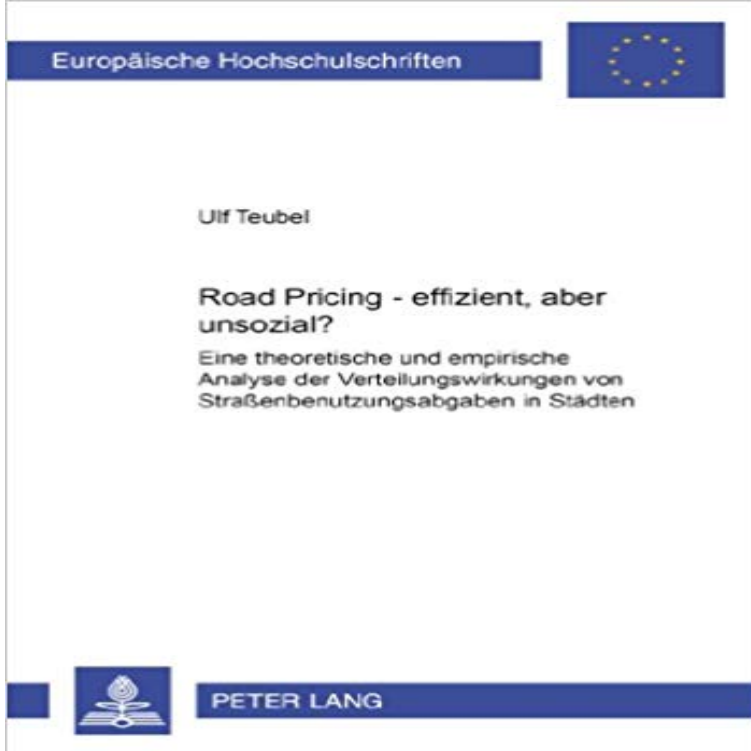 Europäische Hochschulschriften
Ulf Teubel
Road Pricing - effizient, aber
unsozial?
Eine theoretische und empirische
Analyse der Verteilungswirkungen von
Straßenbenutzungsabgaben in Städten
PETER LANG